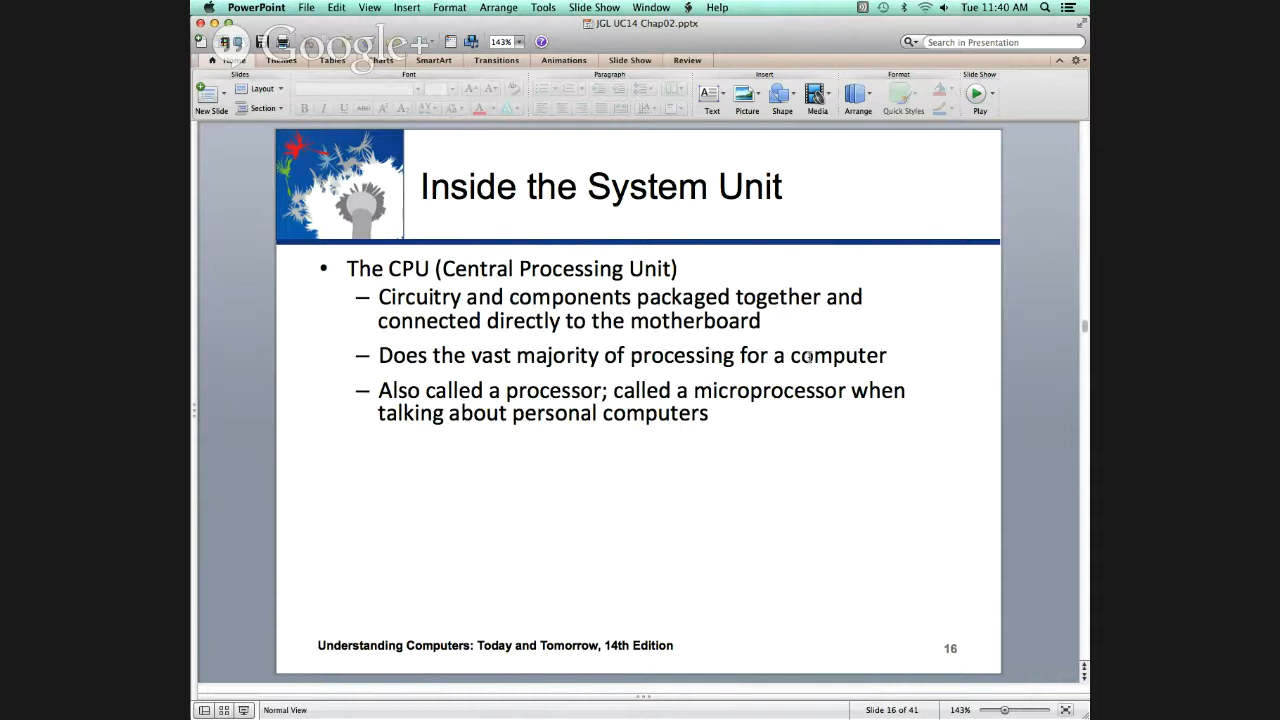 PowerPoint File Edit View Insert Format Arrange Tools Slide Show Window Help Tue 11:40 AM
JGL UC14 Chap02.pptx
Google+
143% Search in Presentation
Home Themes Tables Charts SmartArt Transitions Animations Slide Show Review
Slides Font Paragraph Insert Format Slide Show
Layout
Section
New Slide Text Picture Shape Media Arrange Quick Styles Play
Inside the System Unit
• The CPU (Central Processing Unit)
– Circuitry and components packaged together and
connected directly to the motherboard
– Does the vast majority of processing for a computer
– Also called a processor; called a microprocessor when
talking about personal computers
Understanding Computers: Today and Tomorrow, 14th Edition
16
Normal View Slide 16 of 41 143%